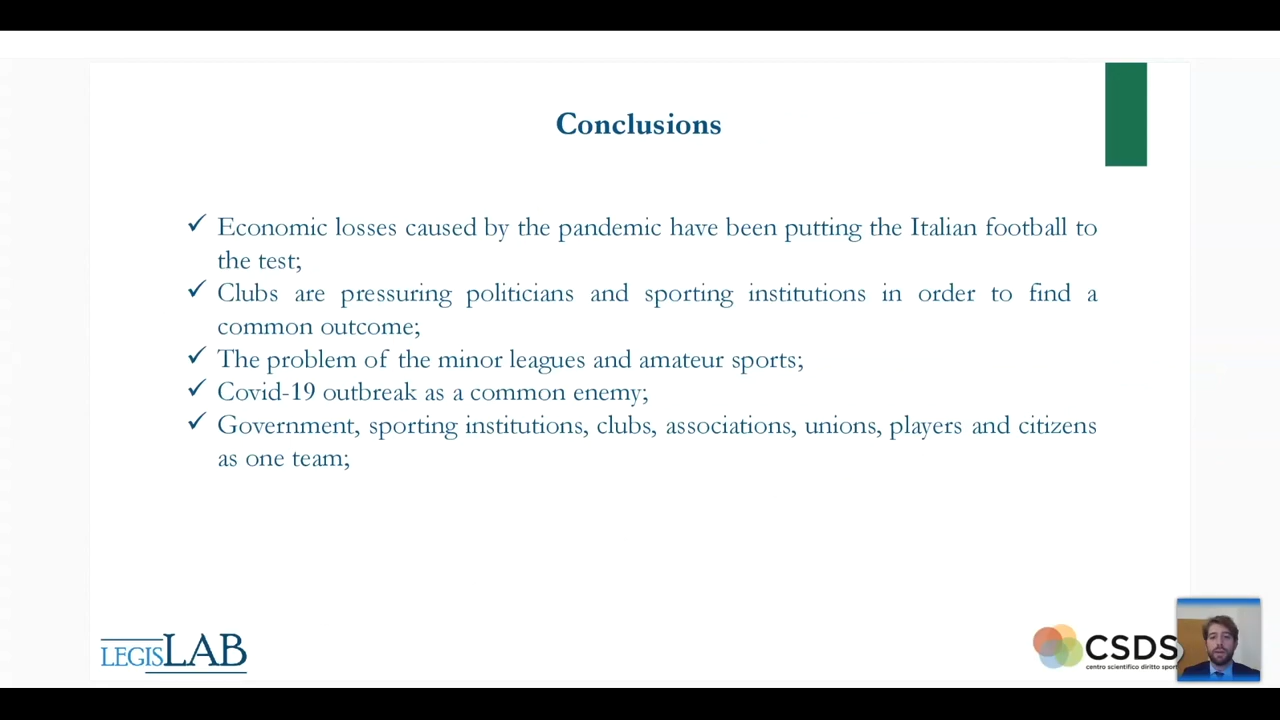 Conclusions
✓ Economic losses caused by the pandemic have been putting the Italian football to
the test;
✓ Clubs are pressuring politicians and sporting institutions in order to find a
common outcome;
✓ The problem of the minor leagues and amateur sports;
✓ Covid-19 outbreak as a common enemy;
✓ Government, sporting institutions, clubs, associations, unions, players and citizens
as one team;
LEGISLAB
CSDS
centro scientifico diritto sport